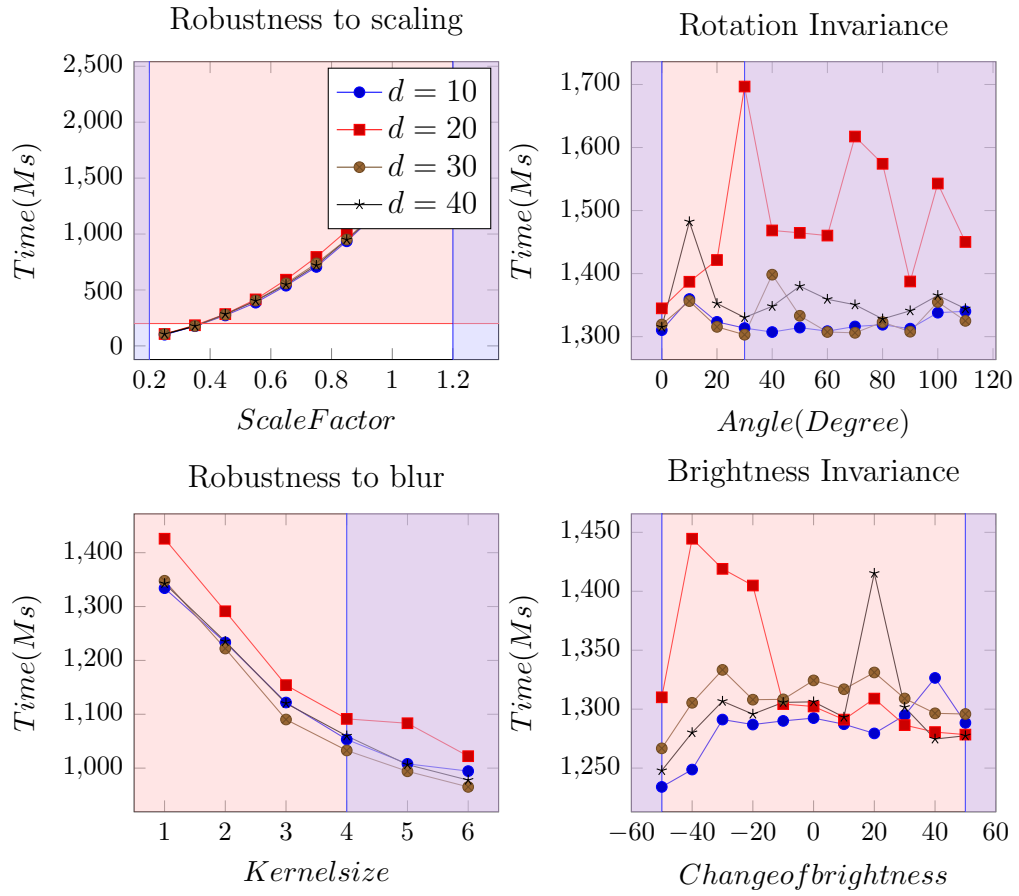 Robustness to scaling
2,500
2,000
1,500
1,000
500
0
0.2 0.4 0.6 0.8 1 1.2
Time(Ms)
ScaleFactor
d = 10
d = 20
d = 30
d = 40
Rotation Invariance
1,700
1,600
1,500
1,400
1,300
0 20 40 60 80 100 120
Time(Ms)
Angle(Degree)
Robustness to blur
1,400
1,300
1,200
1,100
1,000
1 2 3 4 5 6
Time(Ms)
Kernelsize
Brightness Invariance
1,450
1,400
1,350
1,300
1,250
−60 −40 −20 0 20 40 60
Time(Ms)
Changeofbrightness